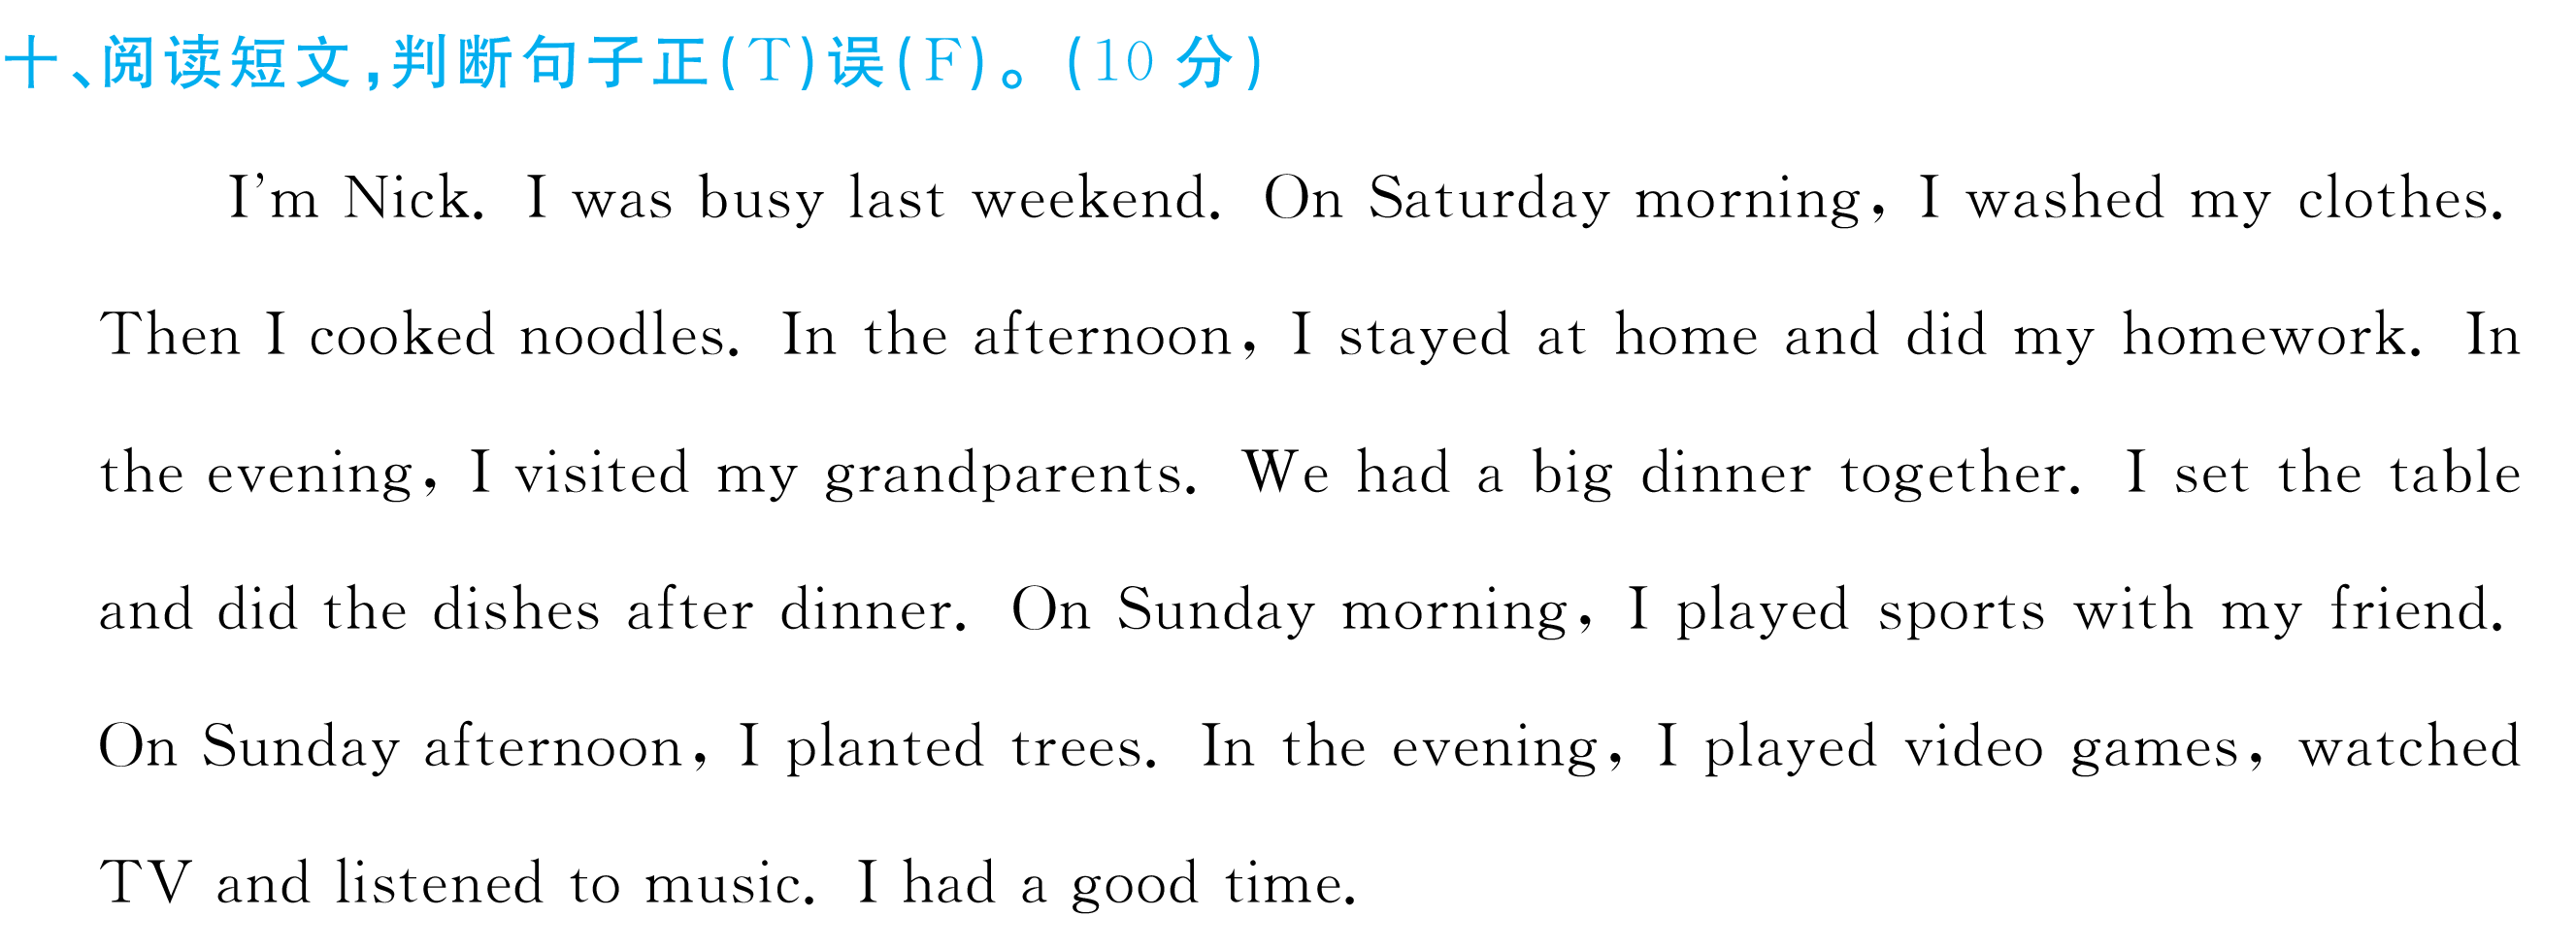 十、阅读短文,判断句子正(T)误(F)。(10 分)
I'm Nick. I was busy last weekend. On Saturday morning, I washed my clothes.
Then I cooked noodles. In the afternoon, I stayed at home and did my homework. In
the evening, I visited my grandparents. We had a big dinner together. I set the table
and did the dishes after dinner. On Sunday morning, I played sports with my friend.
On Sunday afternoon, I planted trees. In the evening, I played video games, watched
TV and listened to music. I had a good time.